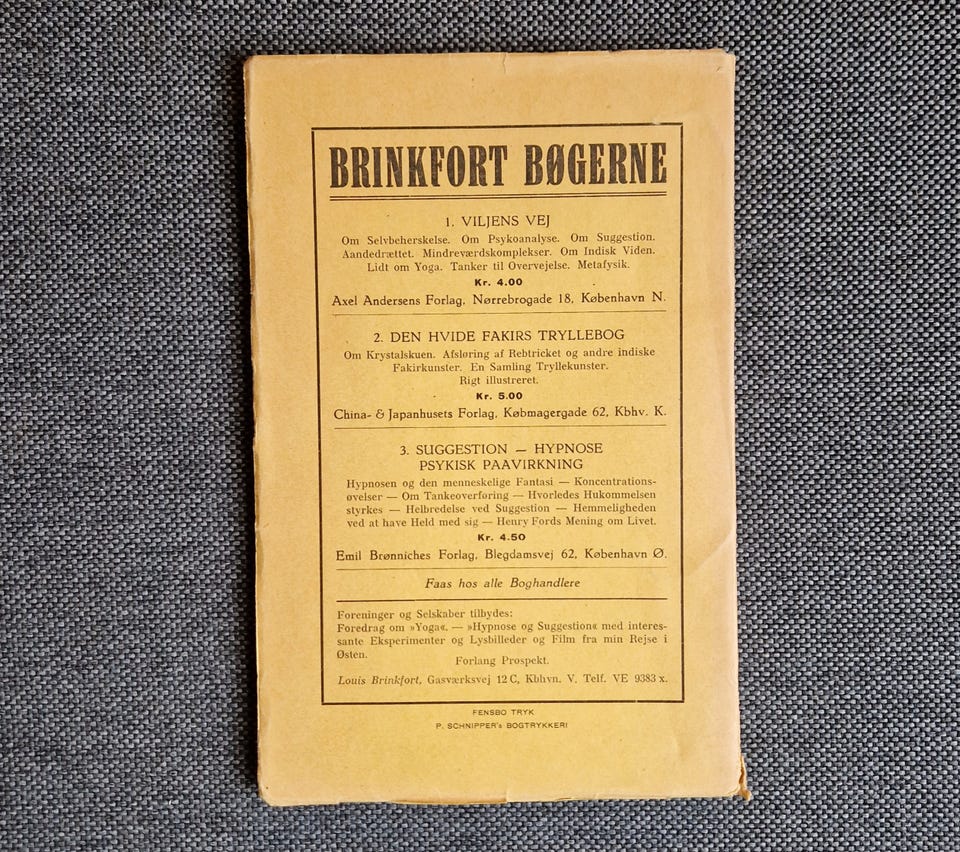 BRINKFORT BØGERNE
1. VILJENS VEJ
Om Selvbeherskelse. Om Psykoanalyse. Om Suggestion.
Aandedrættet. Mindreværdskomplekser. Om Indisk Viden.
Lidt om Yoga. Tanker til Overvejelse. Metafysik.
Kr. 4.00
Axel Andersens Forlag, Nørrebrogade 18, København N.
2. DEN HVIDE FAKIRS TRYLLEBOG
Om Krystalskuen. Afsløring af Rebtricket og andre indiske
Fakirkunster. En Samling Tryllekunster.
Rigt illustreret.
Kr. 5.00
China- & Japanhusets Forlag, Købmagergade 62, Kbhv. K.
3. SUGGESTION — HYPNOSE
PSYKISK PAAVIRKNING
Hypnosen og den menneskelige Fantasi — Koncentrations-
øvelser — Om Tankeoverføring — Hvorledes Hukommelsen
styrkes — Helbredelse ved Suggestion — Hemmeligheden
ved at have Held med sig — Henry Fords Mening om Livet.
Kr. 4.50
Emil Brønniches Forlag, Blegdamsvej 62, København Ø.
Faas hos alle Boghandlere
Foreninger og Selskaber tilbydes:
Foredrag om »Yoga«. — »Hypnose og Suggestion« med interes-
sante Eksperimenter og Lysbilleder og Film fra min Rejse i
Østen.
Forlang Prospekt.
Louis Brinkfort, Gasværksvej 12 C, Kbhvn. V. Telf. VE 9383 x.
FENSBO TRYK
P. SCHNIPPER's BOGTRYKKERI